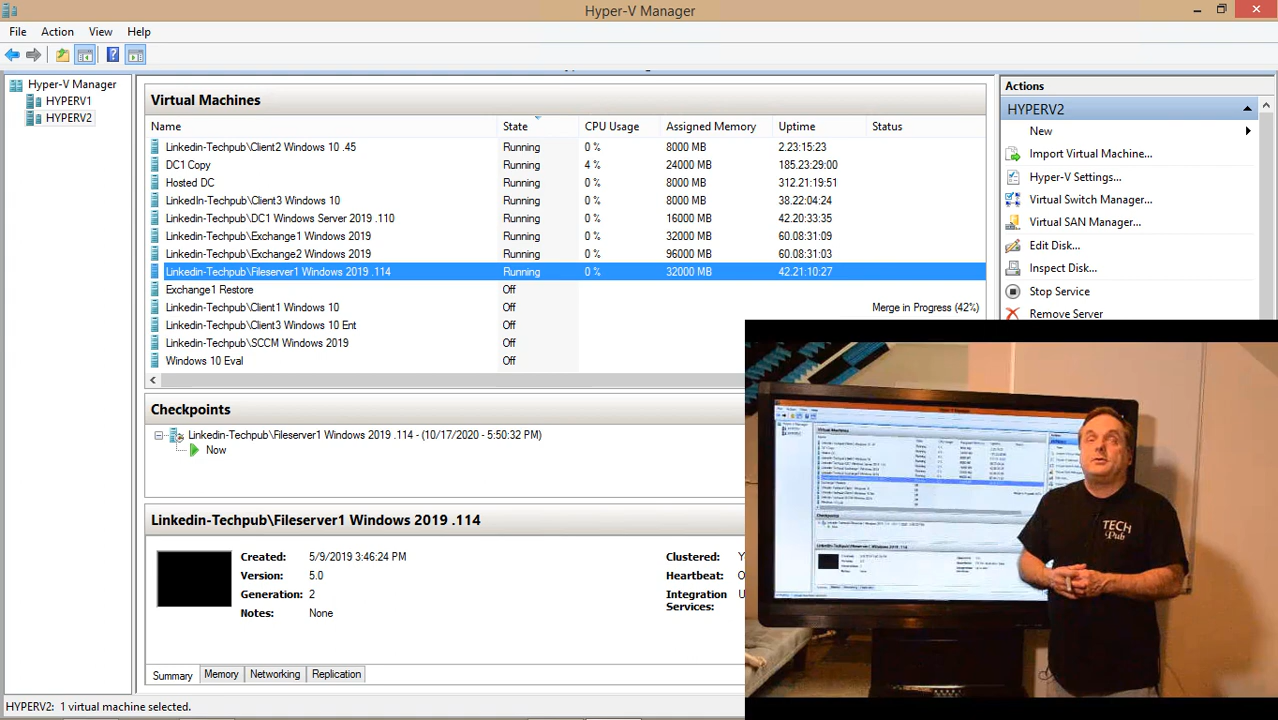 Hyper-V Manager
File Action View Help
Hyper-V Manager
HYPERV1
HYPERV2
Virtual Machines
Name State CPU Usage Assigned Memory Uptime Status
Linkedin-Techpub\Client2 Windows 10 .45 Running 0 % 8000 MB 2.23:15:23
DC1 Copy Running 4 % 24000 MB 185.23:29:00
Hosted DC Running 0 % 8000 MB 312.21:19:51
LinkedIn-Techpub\Client3 Windows 10 Running 0 % 8000 MB 38.22:04:24
Linkedin-Techpub\DC1 Windows Server 2019 .110 Running 0 % 16000 MB 42.20:33:35
Linkedin-Techpub\Exchange1 Windows 2019 Running 0 % 32000 MB 60.08:31:09
Linkedin-Techpub\Exchange2 Windows 2019 Running 0 % 96000 MB 60.08:31:03
Linkedin-Techpub\Fileserver1 Windows 2019 .114 Running 0 % 32000 MB 42.21:10:27
Exchange1 Restore Off
Linkedin-Techpub\Client1 Windows 10 Off Merge in Progress (42%)
Linkedin-Techpub\Client3 Windows 10 Ent Off
Linkedin-Techpub\SCCM Windows 2019 Off
Windows 10 Eval Off
Checkpoints
Linkedin-Techpub\Fileserver1 Windows 2019 .114 - (10/17/2020 - 5:50:32 PM)
Now
Linkedin-Techpub\Fileserver1 Windows 2019 .114
Created: 5/9/2019 3:46:24 PM Clustered: Y
Version: 5.0 Heartbeat: O
Generation: 2 Integration U
Services:
Notes: None
Summary Memory Networking Replication
HYPERV2: 1 virtual machine selected.
Actions
HYPERV2
New
Import Virtual Machine...
Hyper-V Settings...
Virtual Switch Manager...
Virtual SAN Manager...
Edit Disk...
Inspect Disk...
Stop Service
Remove Server
TECH
Pub